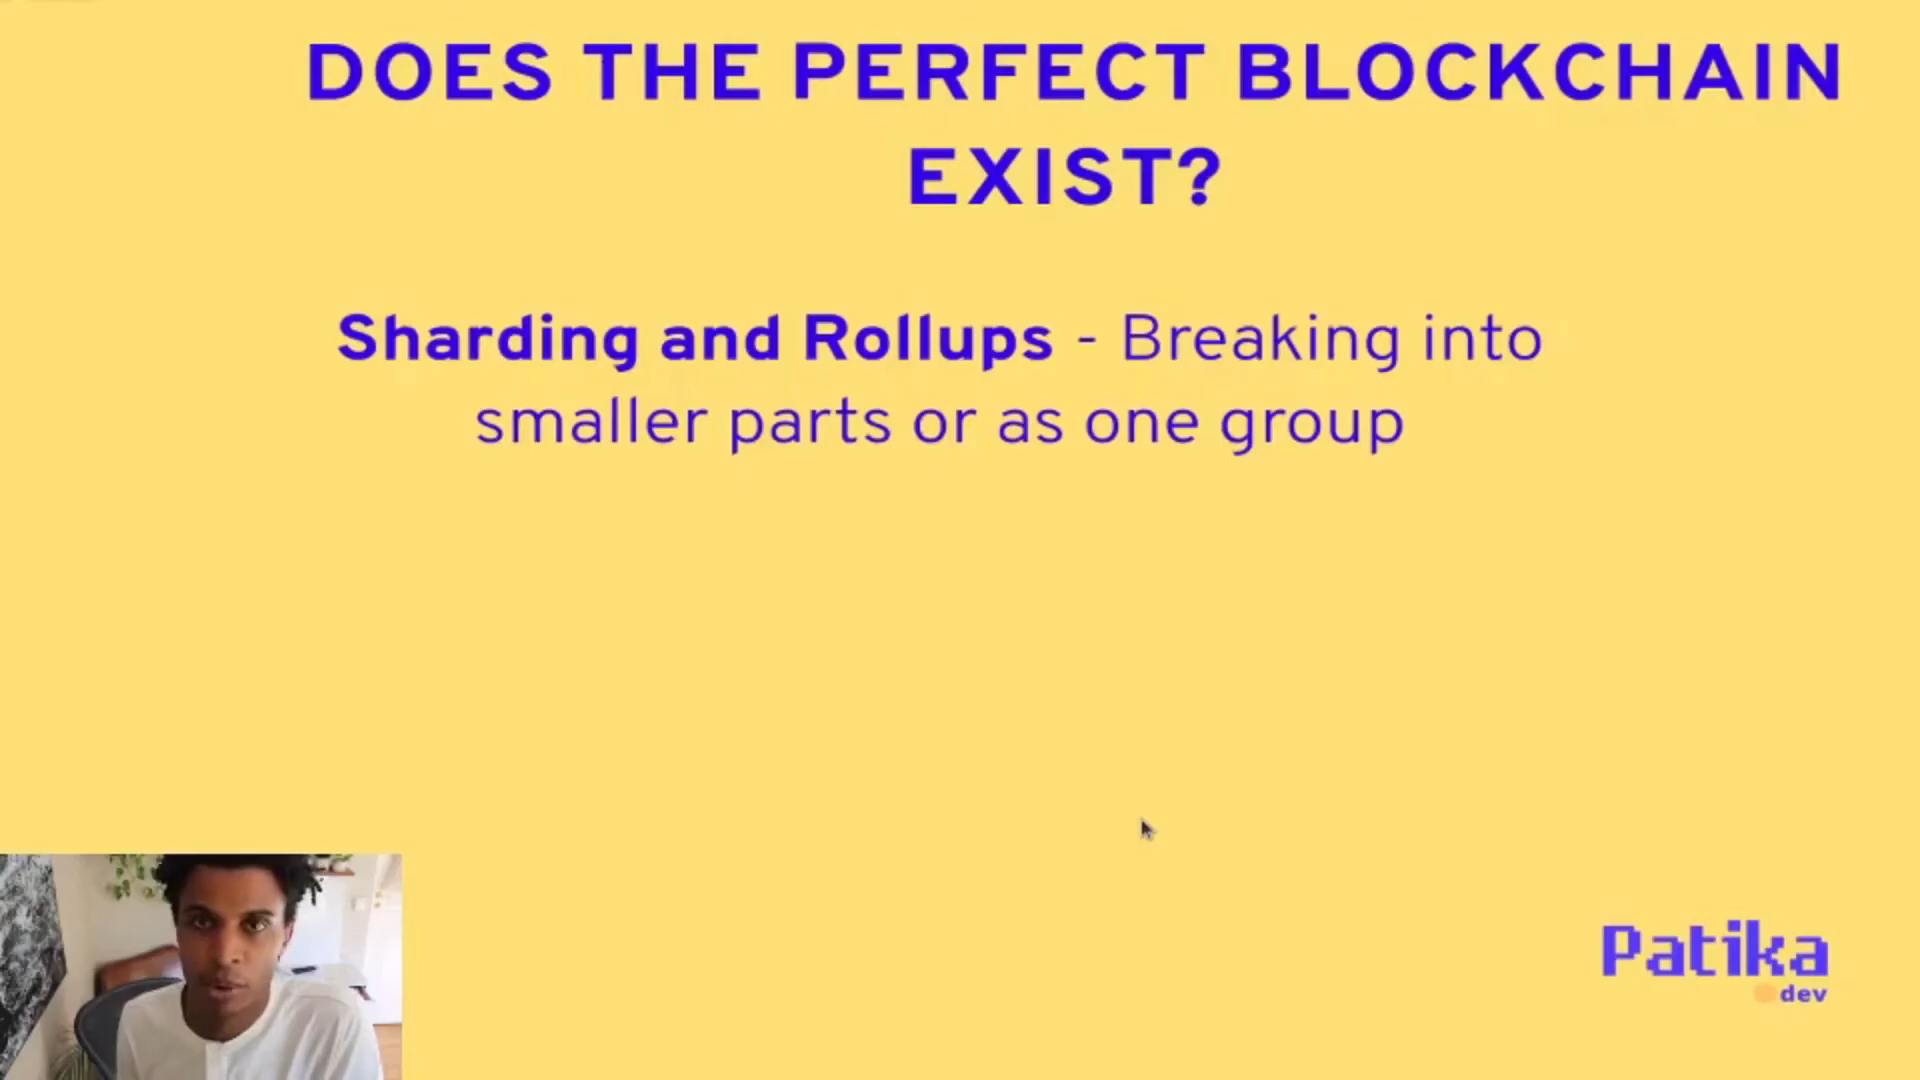 DOES THE PERFECT BLOCKCHAIN
EXIST?
Sharding and Rollups - Breaking into
smaller parts or as one group
Patika
dev